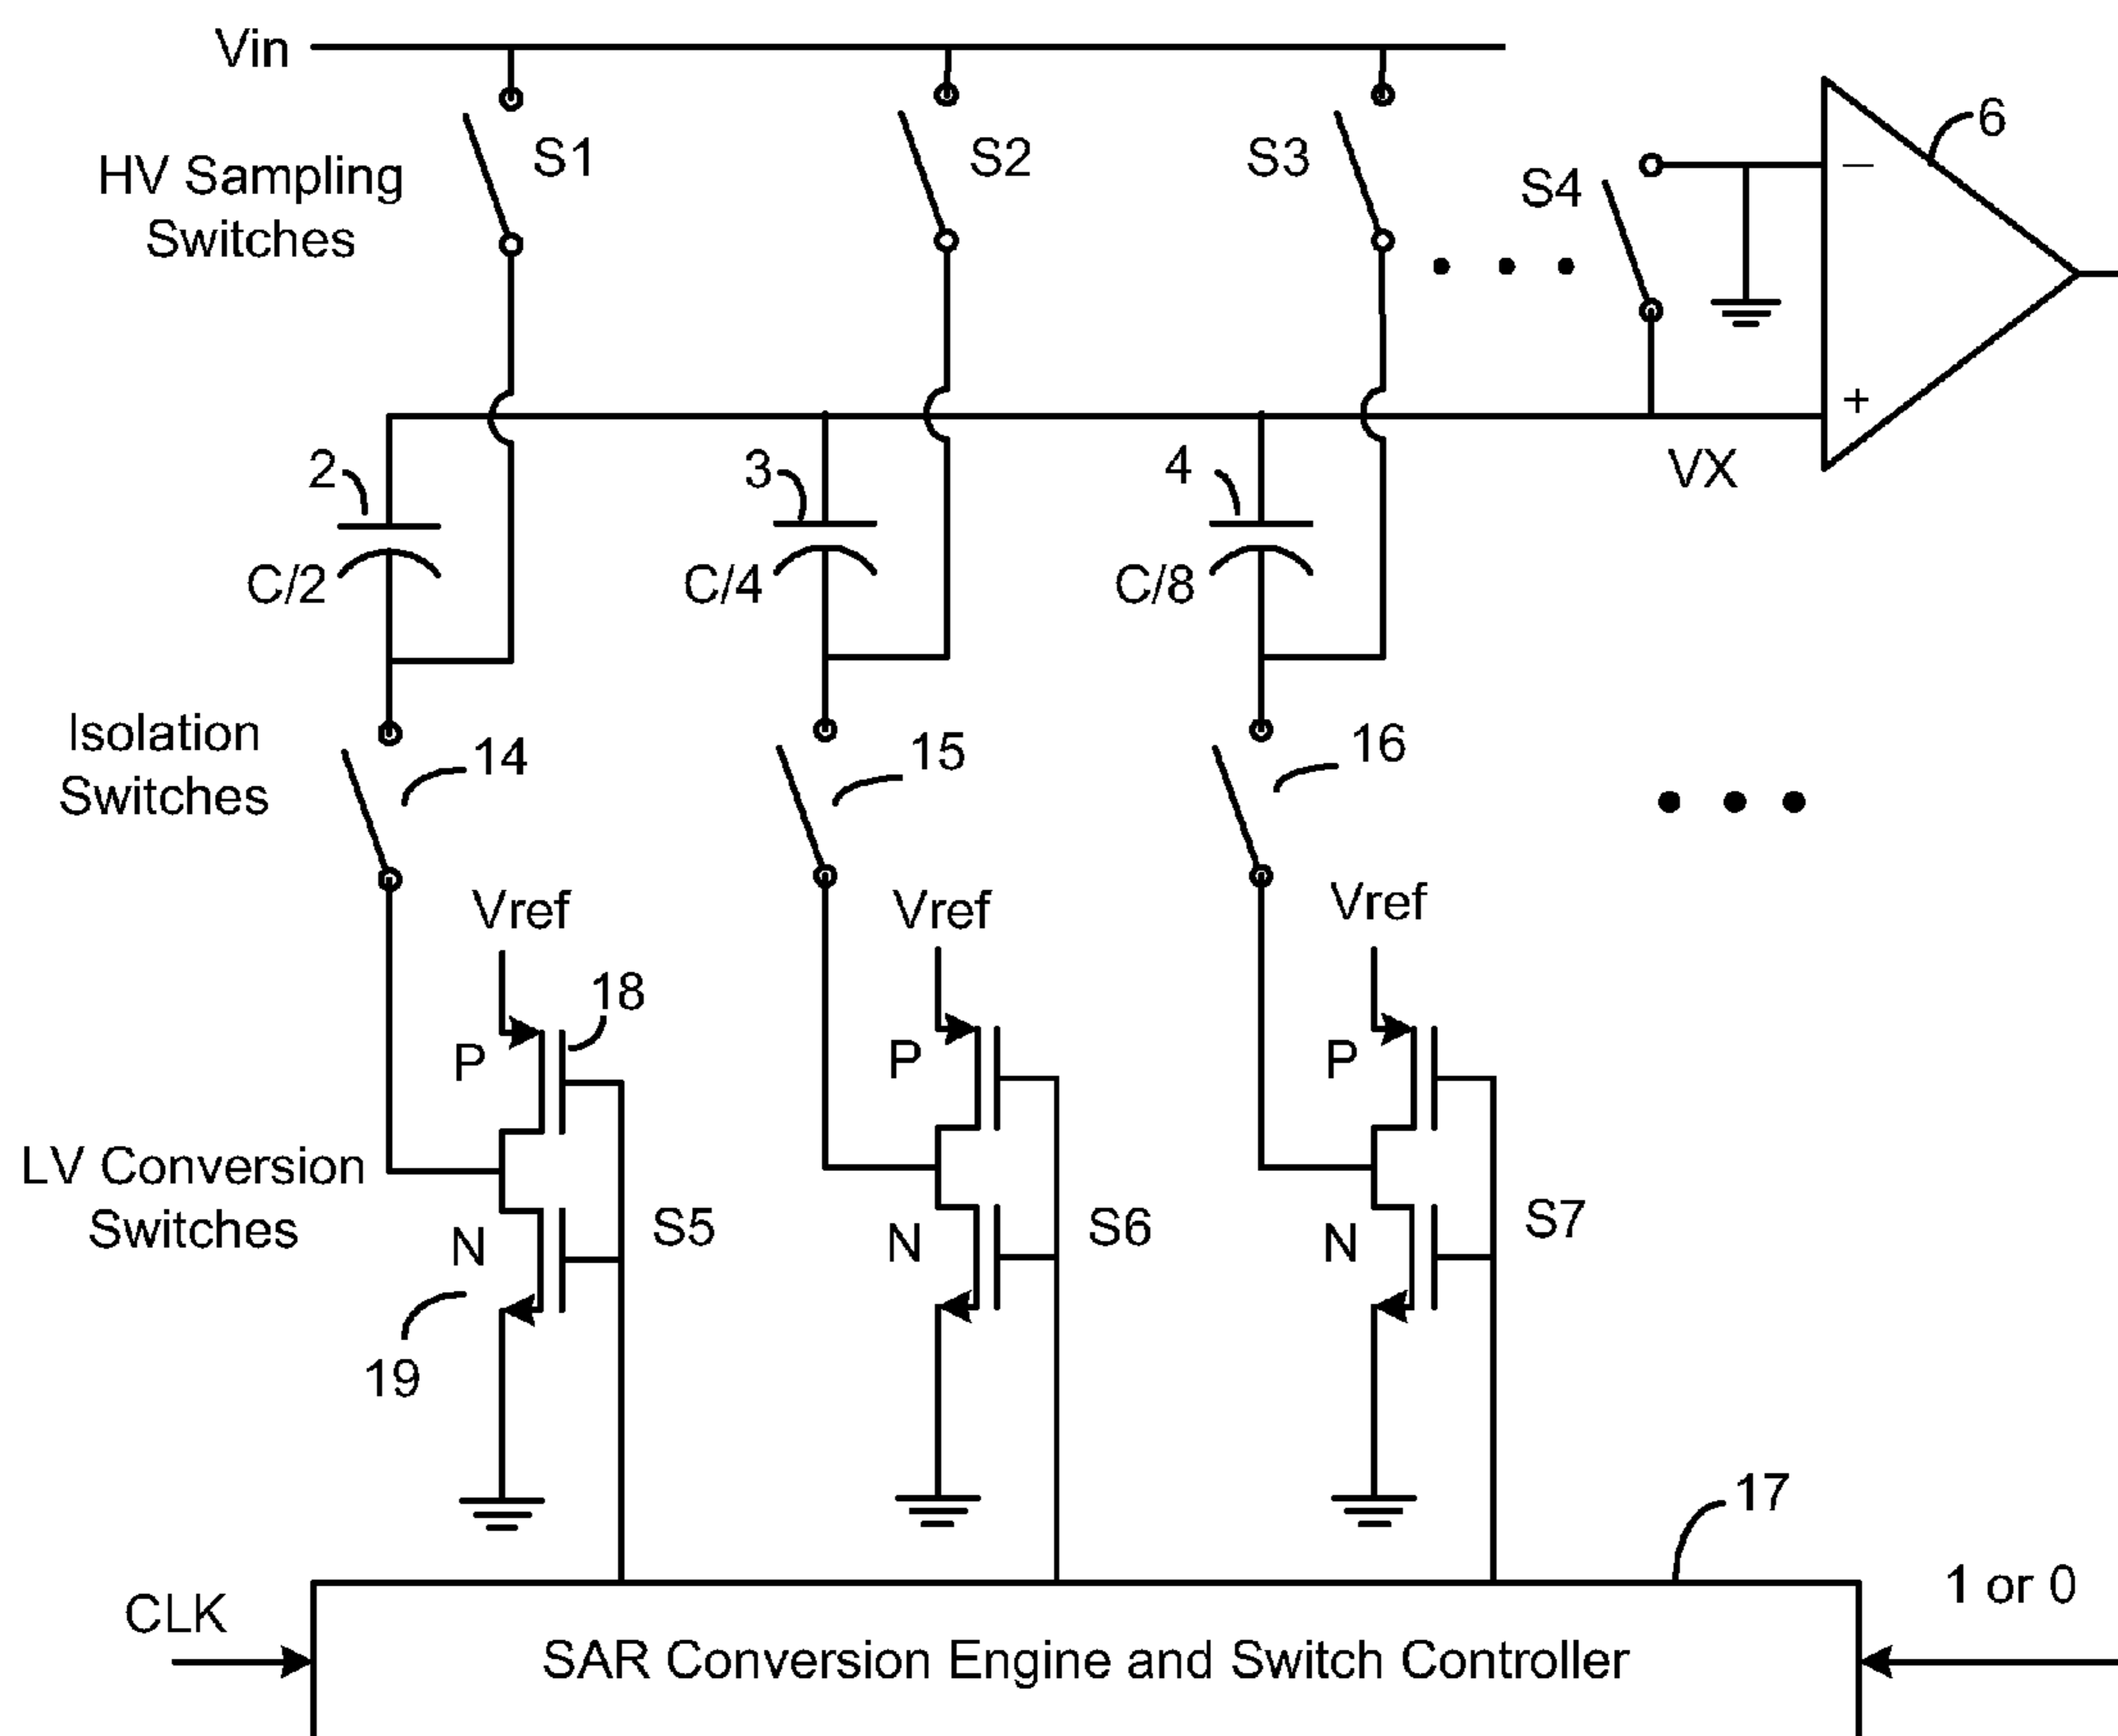 Vin
HV Sampling
Switches
S1
S2
S3
S4
6
−
+
VX
2
C/2
3
C/4
4
C/8
Isolation
Switches
14
15
16
Vref
Vref
Vref
18
P
P
P
LV Conversion
Switches
N
S5
N
S6
N
S7
19
17
CLK
1 or 0
SAR Conversion Engine and Switch Controller